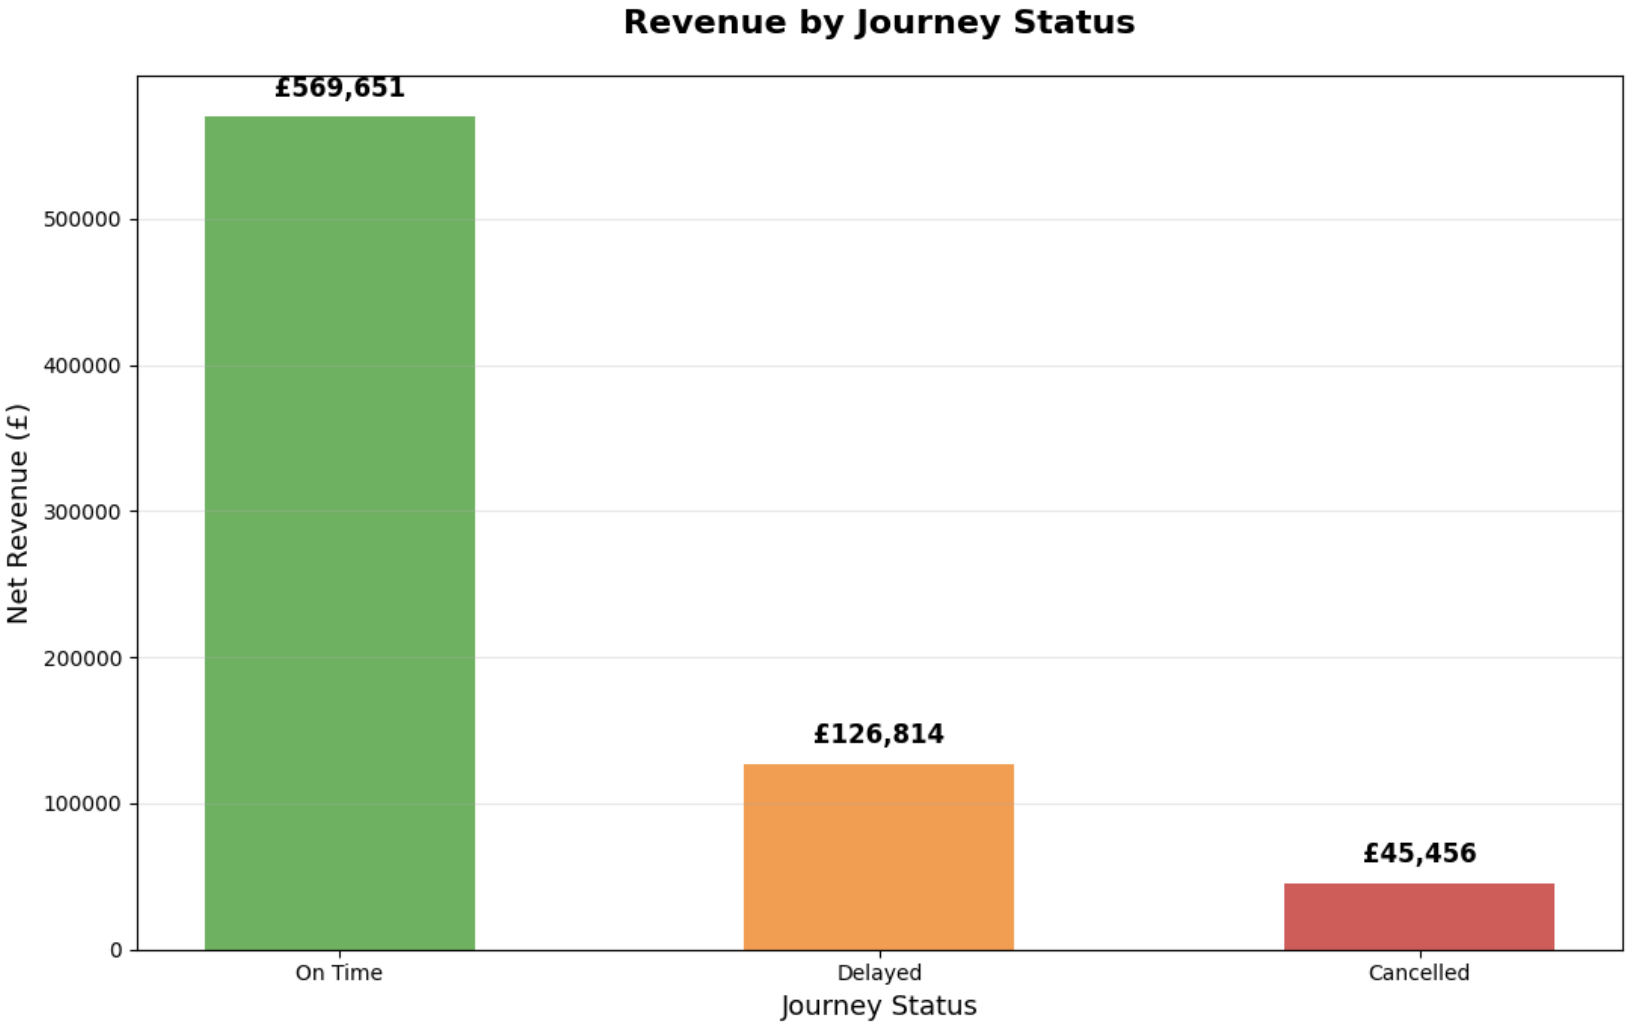 Revenue by Journey Status
£569,651
500000
400000
300000
200000
100000
0
Net Revenue (£)
£126,814
£45,456
On Time
Delayed
Cancelled
Journey Status